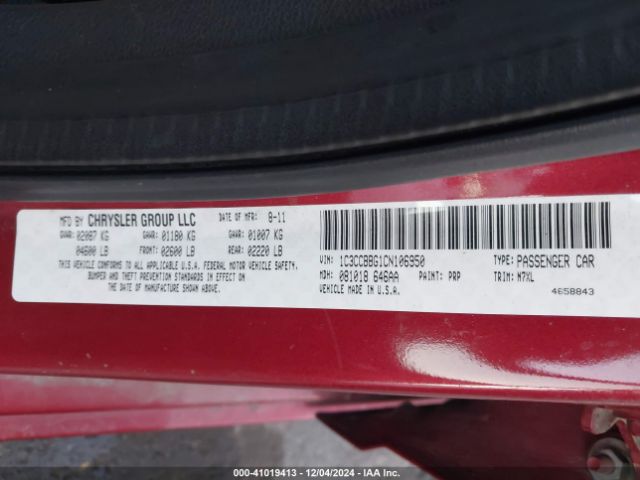 MFD BY CHRYSLER GROUP LLC DATE OF MFR: 8-11
GVWR: 02087 KG GAWR: 01180 KG GAWR: 01007 KG
04600 LB FRONT: 02600 LB REAR: 02220 LB
THIS VEHICLE CONFORMS TO ALL APPLICABLE U.S.A. FEDERAL MOTOR VEHICLE SAFETY,
BUMPER AND THEFT PREVENTION STANDARDS IN EFFECT ON
THE DATE OF MANUFACTURE SHOWN ABOVE.
VIN: 1C3CCBBG1CN106950 TYPE: PASSENGER CAR
MDH: 081018 646AA PAINT: PRP TRIM: N7XL
VEHICLE MADE IN U.S.A. 4658843
000-41019413 - 12/04/2024 - IAA Inc.